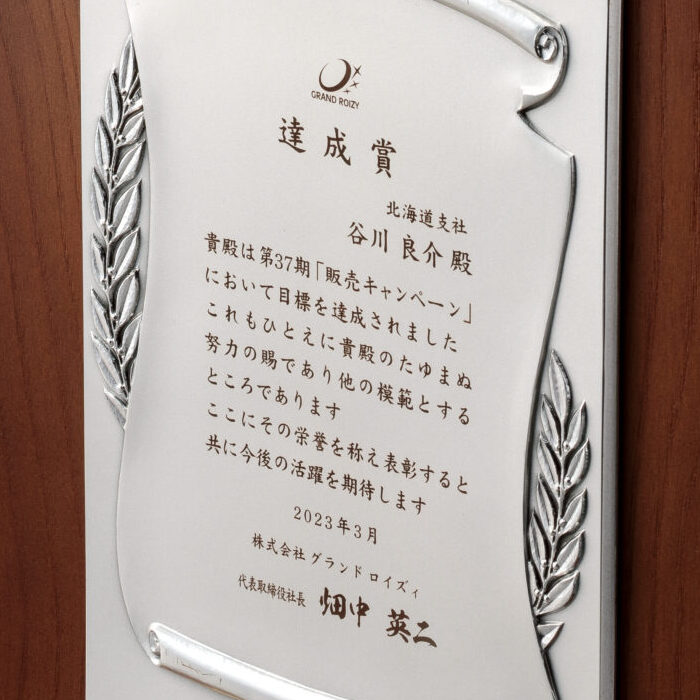 GRAND ROIZY
達成賞
北海道支社
谷川 良介 殿
貴殿は第37期「販売キャンペーン」
において目標を達成されました
これもひとえに貴殿のたゆまぬ
努力の賜であり他の模範とする
ところであります
ここにその栄誉を称え表彰すると
共に今後の活躍を期待します
2023年3月
株式会社 グランド ロイズィ
代表取締役社長 畑中 英二